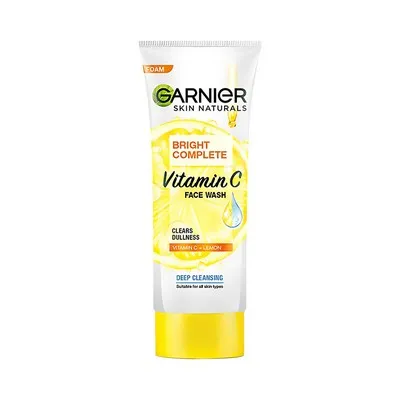 FOAM
GARNIER
SKIN NATURALS
BRIGHT
COMPLETE
Vitamin C
FACE WASH
CLEARS
DULLNESS
VITAMIN C + LEMON
DEEP CLEANSING
Suitable for all skin types